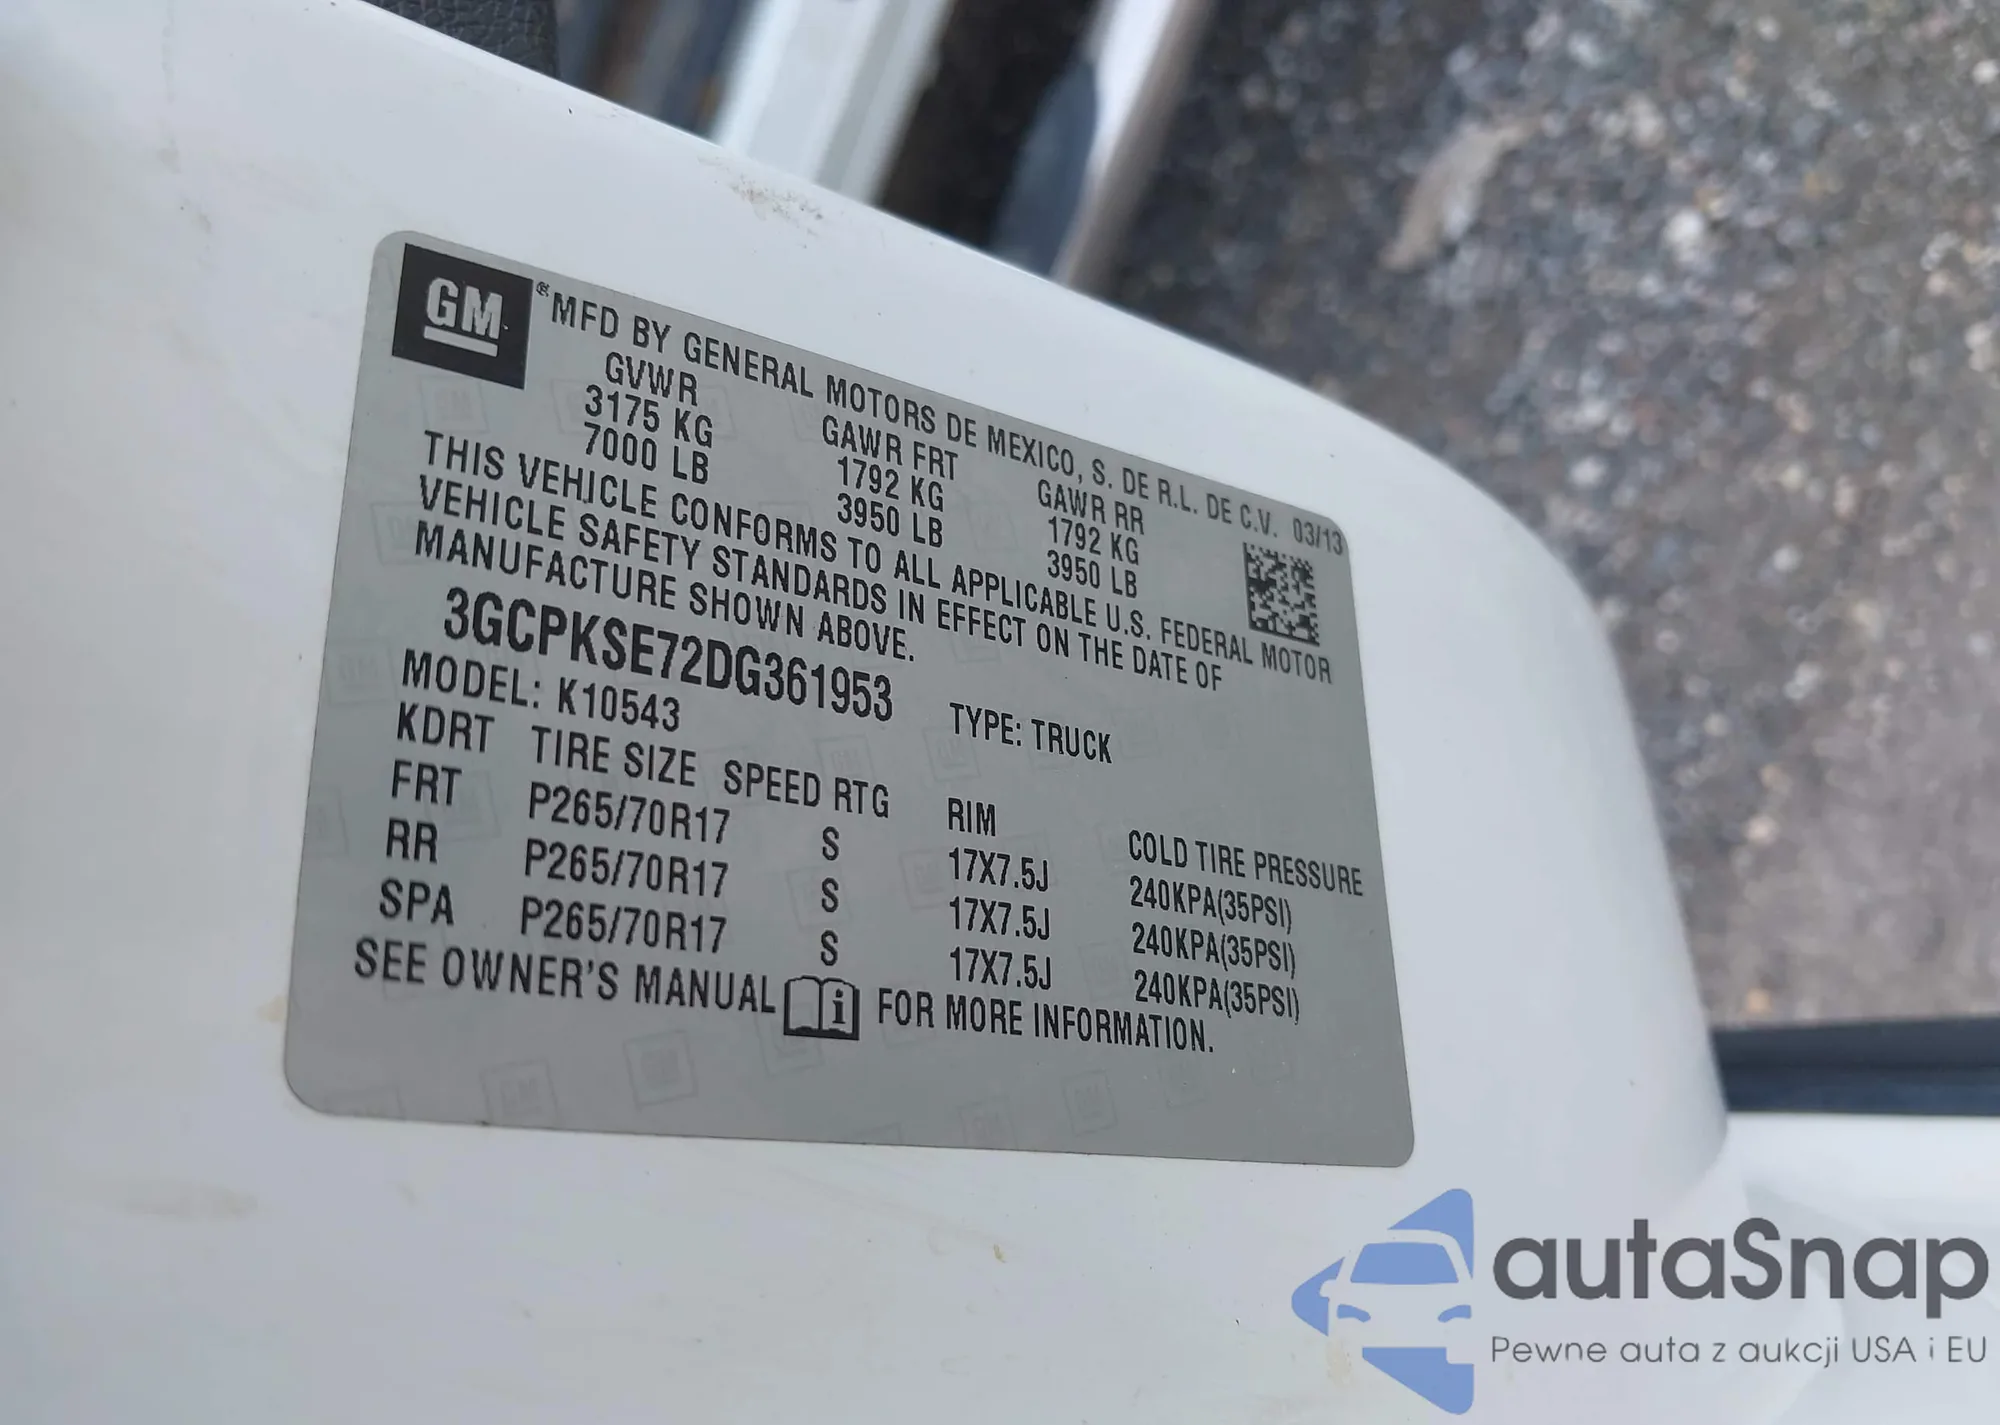 GM
®MFD BY GENERAL MOTORS DE MEXICO, S. DE R.L. DE C.V. 03/13
GVWR GAWR FRT GAWR RR
3175 KG 1792 KG 1792 KG
7000 LB 3950 LB 3950 LB
THIS VEHICLE CONFORMS TO ALL APPLICABLE U.S. FEDERAL MOTOR
VEHICLE SAFETY STANDARDS IN EFFECT ON THE DATE OF
MANUFACTURE SHOWN ABOVE.
3GCPKSE72DG361953 TYPE: TRUCK
MODEL: K10543
KDRT TIRE SIZE SPEED RTG RIM COLD TIRE PRESSURE
FRT P265/70R17 S 17X7.5J 240KPA(35PSI)
RR P265/70R17 S 17X7.5J 240KPA(35PSI)
SPA P265/70R17 S 17X7.5J 240KPA(35PSI)
SEE OWNER'S MANUAL i FOR MORE INFORMATION.
autaSnap
Pewne auta z aukcji USA i EU